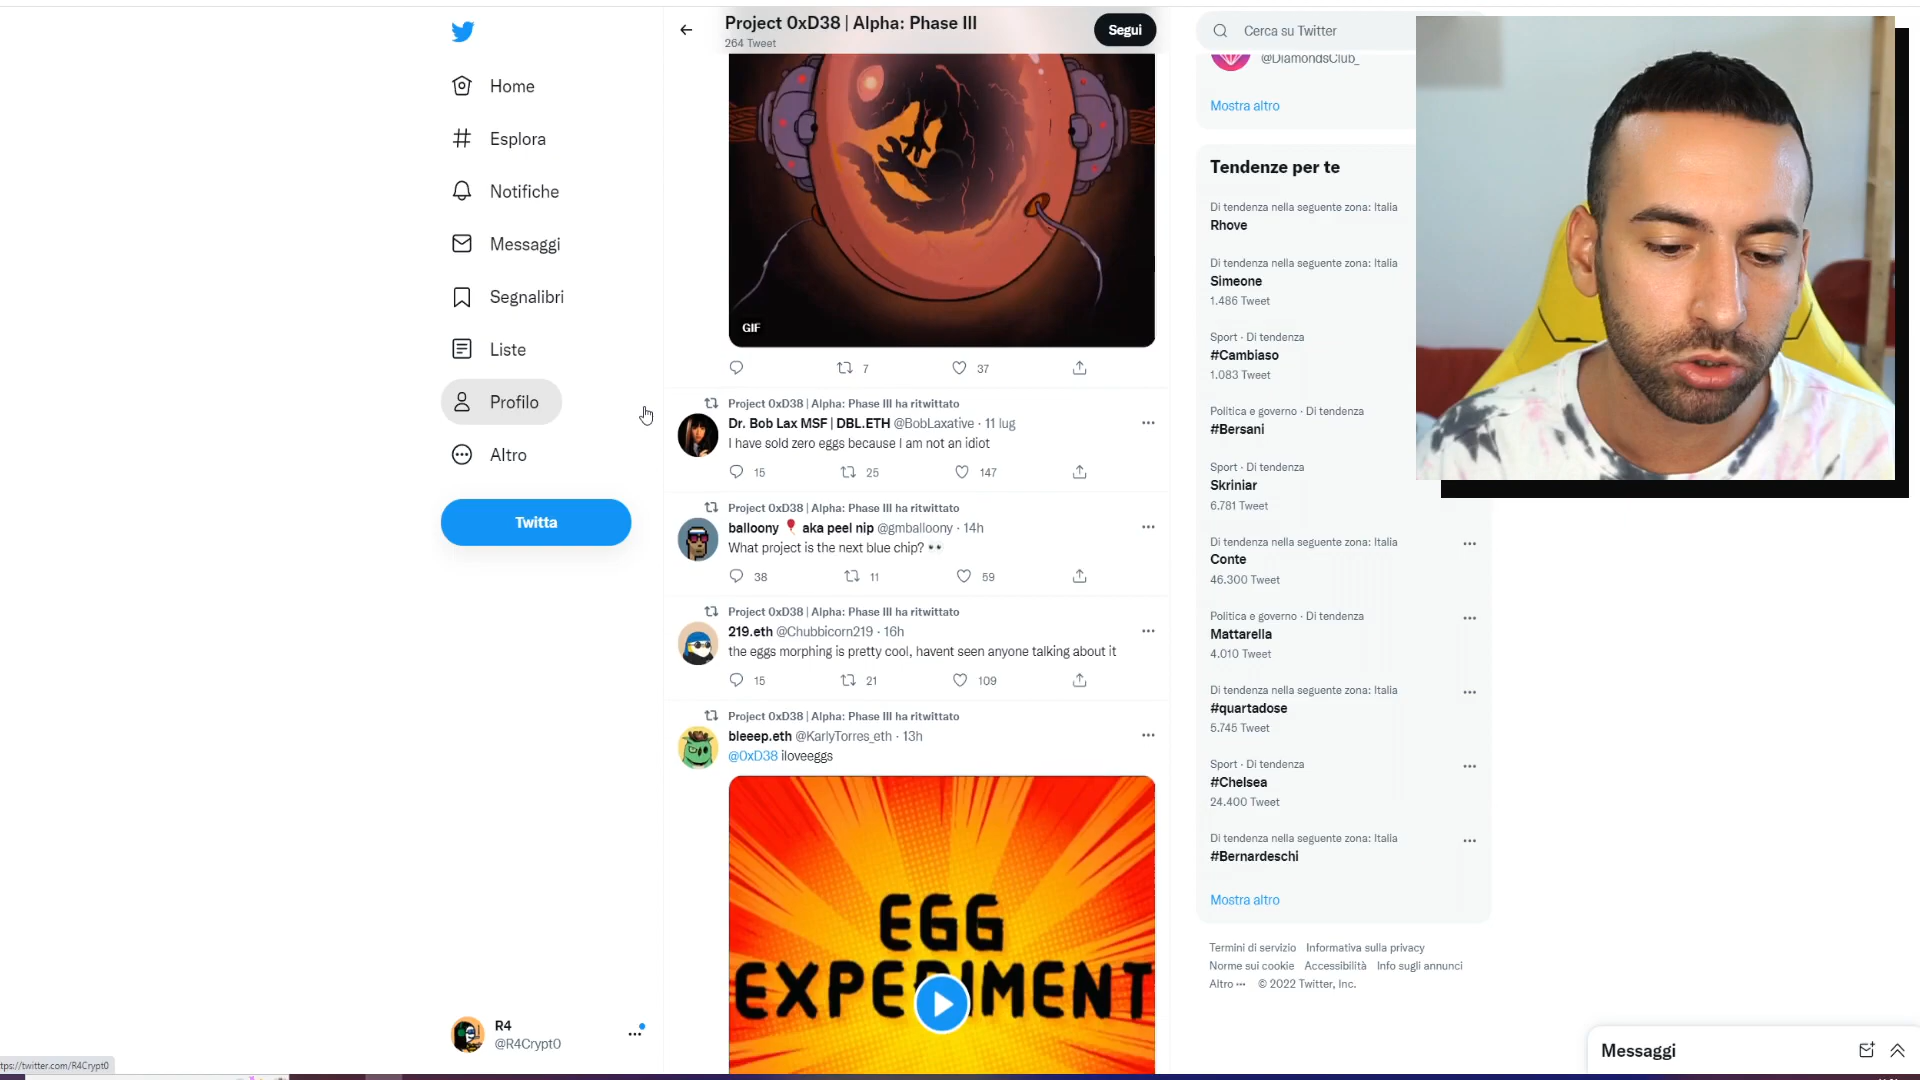 Home
Esplora
Notifiche
Messaggi
Segnalibri
Liste
Profilo
Altro
Twitta
R4
@R4Crypt0
tps://twitter.com/R4Crypt0
Project 0xD38 | Alpha: Phase III
264 Tweet
Segui
GIF
7
37
Project 0xD38 | Alpha: Phase III ha ritwittato
Dr. Bob Lax MSF | DBL.ETH @BobLaxative · 11 lug
I have sold zero eggs because I am not an idiot
15
25
147
Project 0xD38 | Alpha: Phase III ha ritwittato
balloony 🎈 aka peel nip @gmballoony · 14h
What project is the next blue chip? 👀
38
11
59
Project 0xD38 | Alpha: Phase III ha ritwittato
219.eth @Chubbicorn219 · 16h
the eggs morphing is pretty cool, havent seen anyone talking about it
15
21
109
Project 0xD38 | Alpha: Phase III ha ritwittato
bleeep.eth @KarlyTorres_eth · 13h
@0xD38 iloveeggs
EGG
EXPERIMENT
Cerca su Twitter
@DiamondsClub_
Mostra altro
Tendenze per te
Di tendenza nella seguente zona: Italia
Rhove
Di tendenza nella seguente zona: Italia
Simeone
1.486 Tweet
Sport · Di tendenza
#Cambiaso
1.083 Tweet
Politica e governo · Di tendenza
#Bersani
Sport · Di tendenza
Skriniar
6.781 Tweet
Di tendenza nella seguente zona: Italia
Conte
46.300 Tweet
Politica e governo · Di tendenza
Mattarella
4.010 Tweet
Di tendenza nella seguente zona: Italia
#quartadose
5.745 Tweet
Sport · Di tendenza
#Chelsea
24.400 Tweet
Di tendenza nella seguente zona: Italia
#Bernardeschi
Mostra altro
Termini di servizio Informativa sulla privacy
Norme sui cookie Accessibilità Info sugli annunci
Altro ··· © 2022 Twitter, Inc.
Messaggi